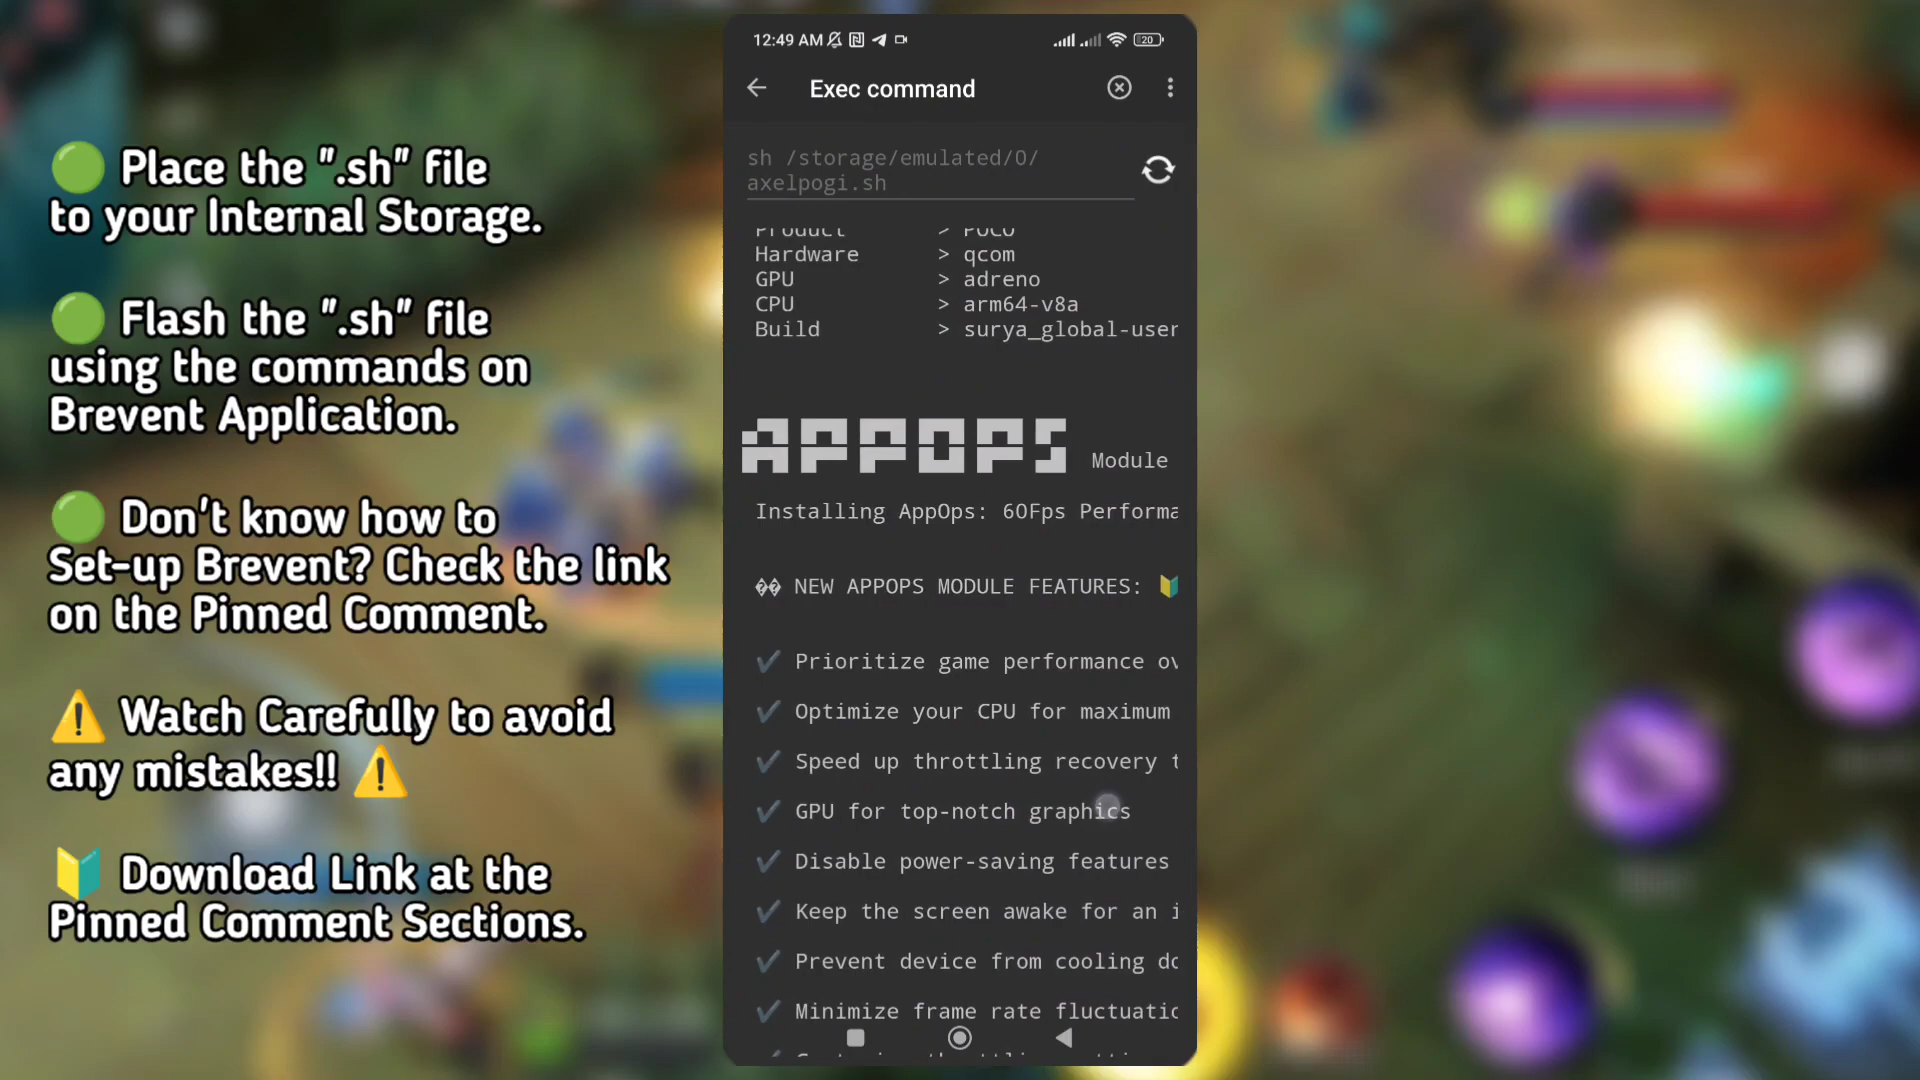 🟢 Place the ".sh" file
to your Internal Storage.
🟢 Flash the ".sh" file
using the commands on
Brevent Application.
🟢 Don't know how to
Set-up Brevent? Check the link
on the Pinned Comment.
⚠️ Watch Carefully to avoid
any mistakes!! ⚠️
🔰 Download Link at the
Pinned Comment Sections.
12:49 AM
20
Exec command
sh /storage/emulated/0/
axelpogi.sh
Product > POCO
Hardware > qcom
GPU > adreno
CPU > arm64-v8a
Build > surya_global-user
APPOPS Module
Installing AppOps: 60Fps Performa
�� NEW APPOPS MODULE FEATURES: 🔰
✔ Prioritize game performance ov
✔ Optimize your CPU for maximum
✔ Speed up throttling recovery t
✔ GPU for top-notch graphics
✔ Disable power-saving features
✔ Keep the screen awake for an i
✔ Prevent device from cooling do
✔ Minimize frame rate fluctuatio